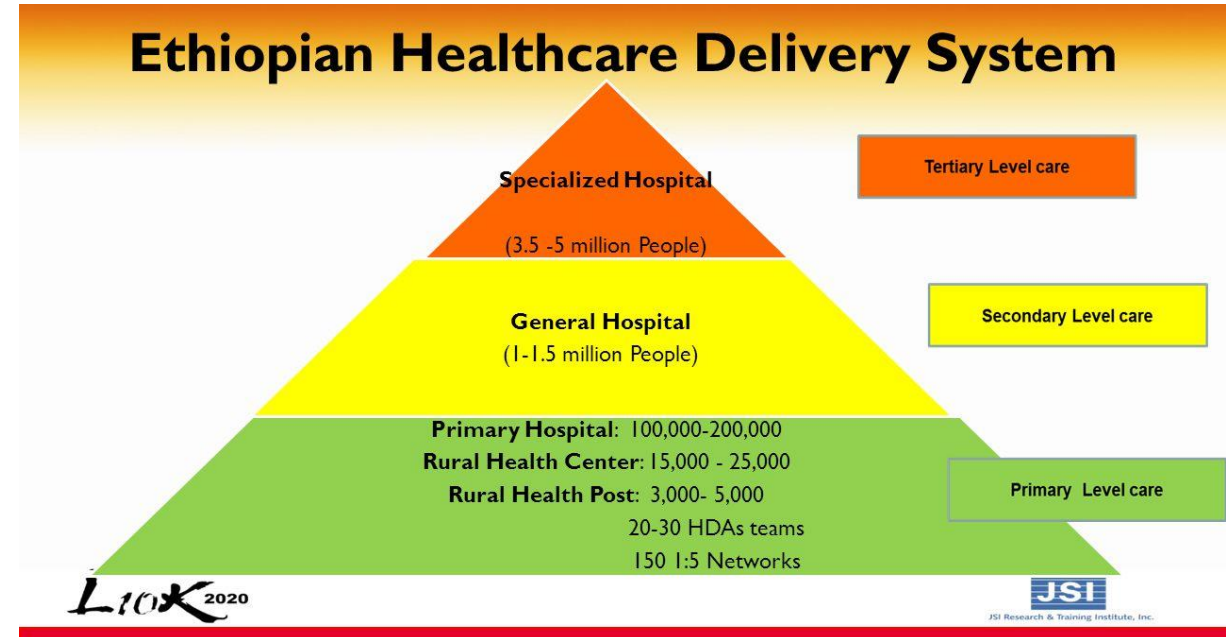 Ethiopian Healthcare Delivery System
Specialized Hospital
(3.5 -5 million People)
Tertiary Level care
General Hospital
(1-1.5 million People)
Secondary Level care
Primary Hospital: 100,000-200,000
Rural Health Center: 15,000 - 25,000
Rural Health Post: 3,000- 5,000
20-30 HDAs teams
150 1:5 Networks
Primary Level care
L10K 2020
JSI
JSI Research & Training Institute, Inc.